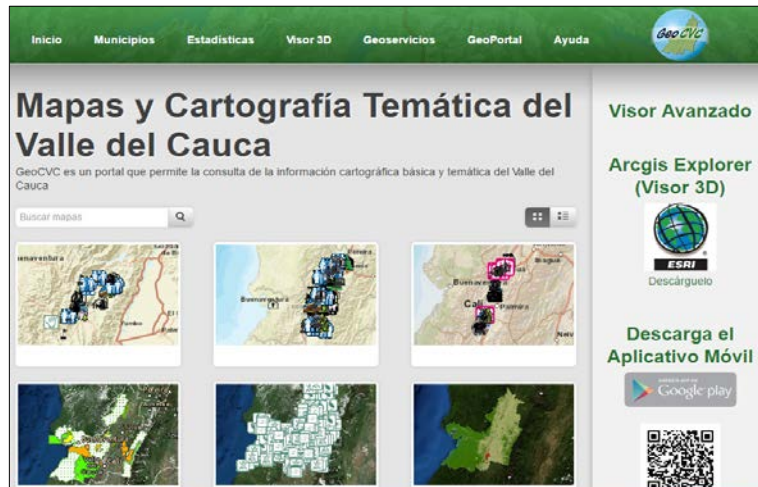 Inicio Municipios Estadísticas Visor 3D Geoservicios GeoPortal Ayuda
Geo CVC
Mapas y Cartografía Temática del
Valle del Cauca
GeoCVC es un portal que permite la consulta de la información cartográfica básica y temática del Valle del
Cauca
Buscar mapas
Visor Avanzado
Arcgis Explorer
(Visor 3D)
ESRI
Descárguelo
Descarga el
Aplicativo Móvil
Google play
Buenaventura
Buenaventura
Cali
Palmira